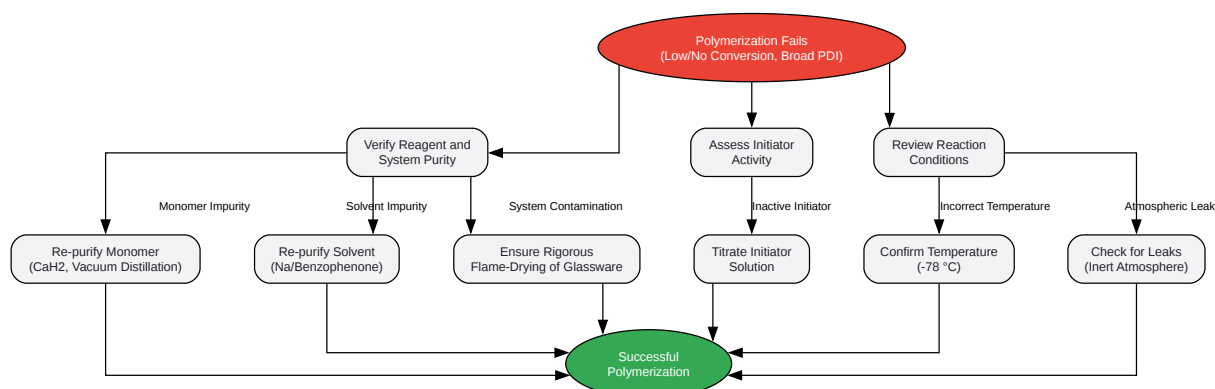 Polymerization Fails
(Low/No Conversion, Broad PDI)
Verify Reagent and
System Purity
Assess Initiator
Activity
Review Reaction
Conditions
Monomer Impurity
Solvent Impurity
System Contamination
Inactive Initiator
Incorrect Temperature
Atmospheric Leak
Re-purify Monomer
(CaH2, Vacuum Distillation)
Re-purify Solvent
(Na/Benzophenone)
Ensure Rigorous
Flame-Drying of Glassware
Titrate Initiator
Solution
Confirm Temperature
(-78 °C)
Check for Leaks
(Inert Atmosphere)
Successful
Polymerization